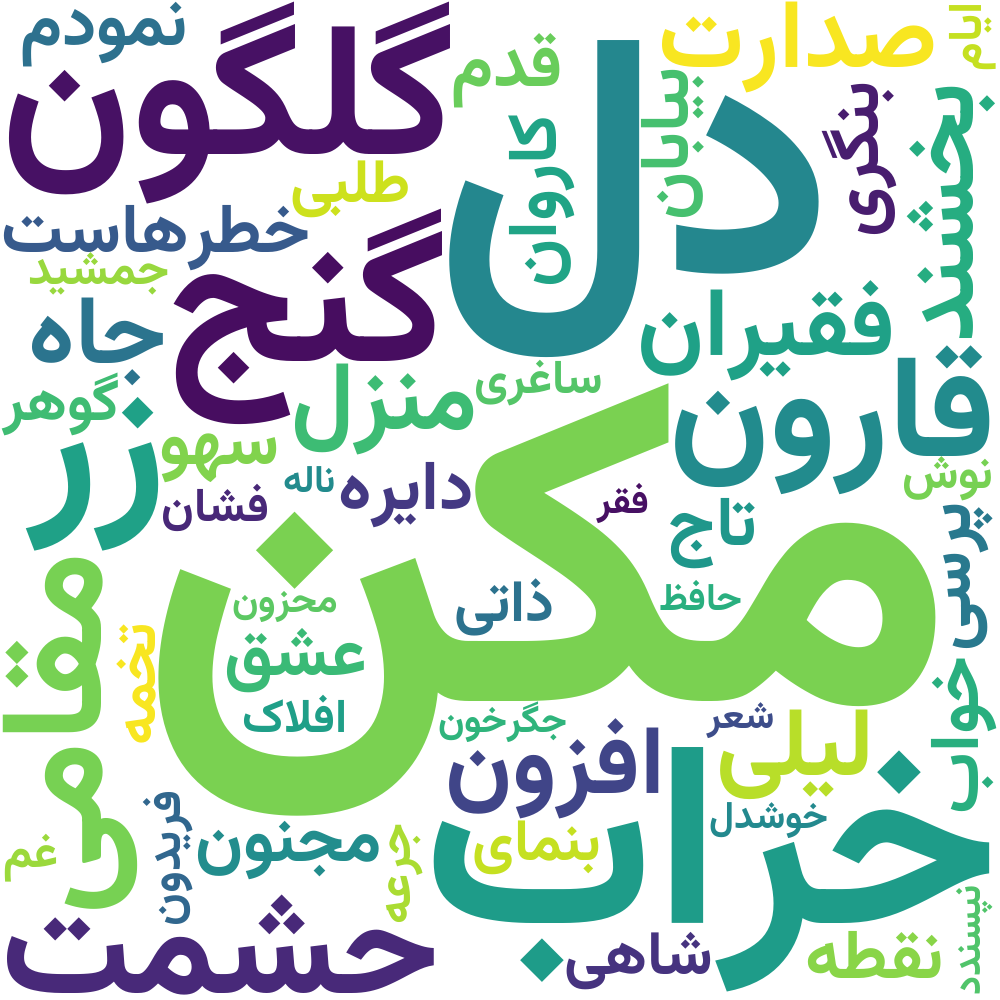 نمودم
گلگون
قدم
صدارت
ایام
دل
کاروان
بیابان
بنگری
بخشند
طلبی
خطرهاست
جمشید
گنج
جاه
فقیران
منزل
ساغری
قارون
گوهر
زر
سهو
نوش
مکن
فشان
ناله
دایره
فقر
تاج
پرسی
مقامی
محزون
ذاتی
حافظ
تخمه
عشق
افلاک
جگرخون
شعر
لیلی
خواب
افزون
خراب
خوشدل
غم
فریدون
مجنون
جرعه
بنمای
حشمت
شاهی
نقطه
نپسندد